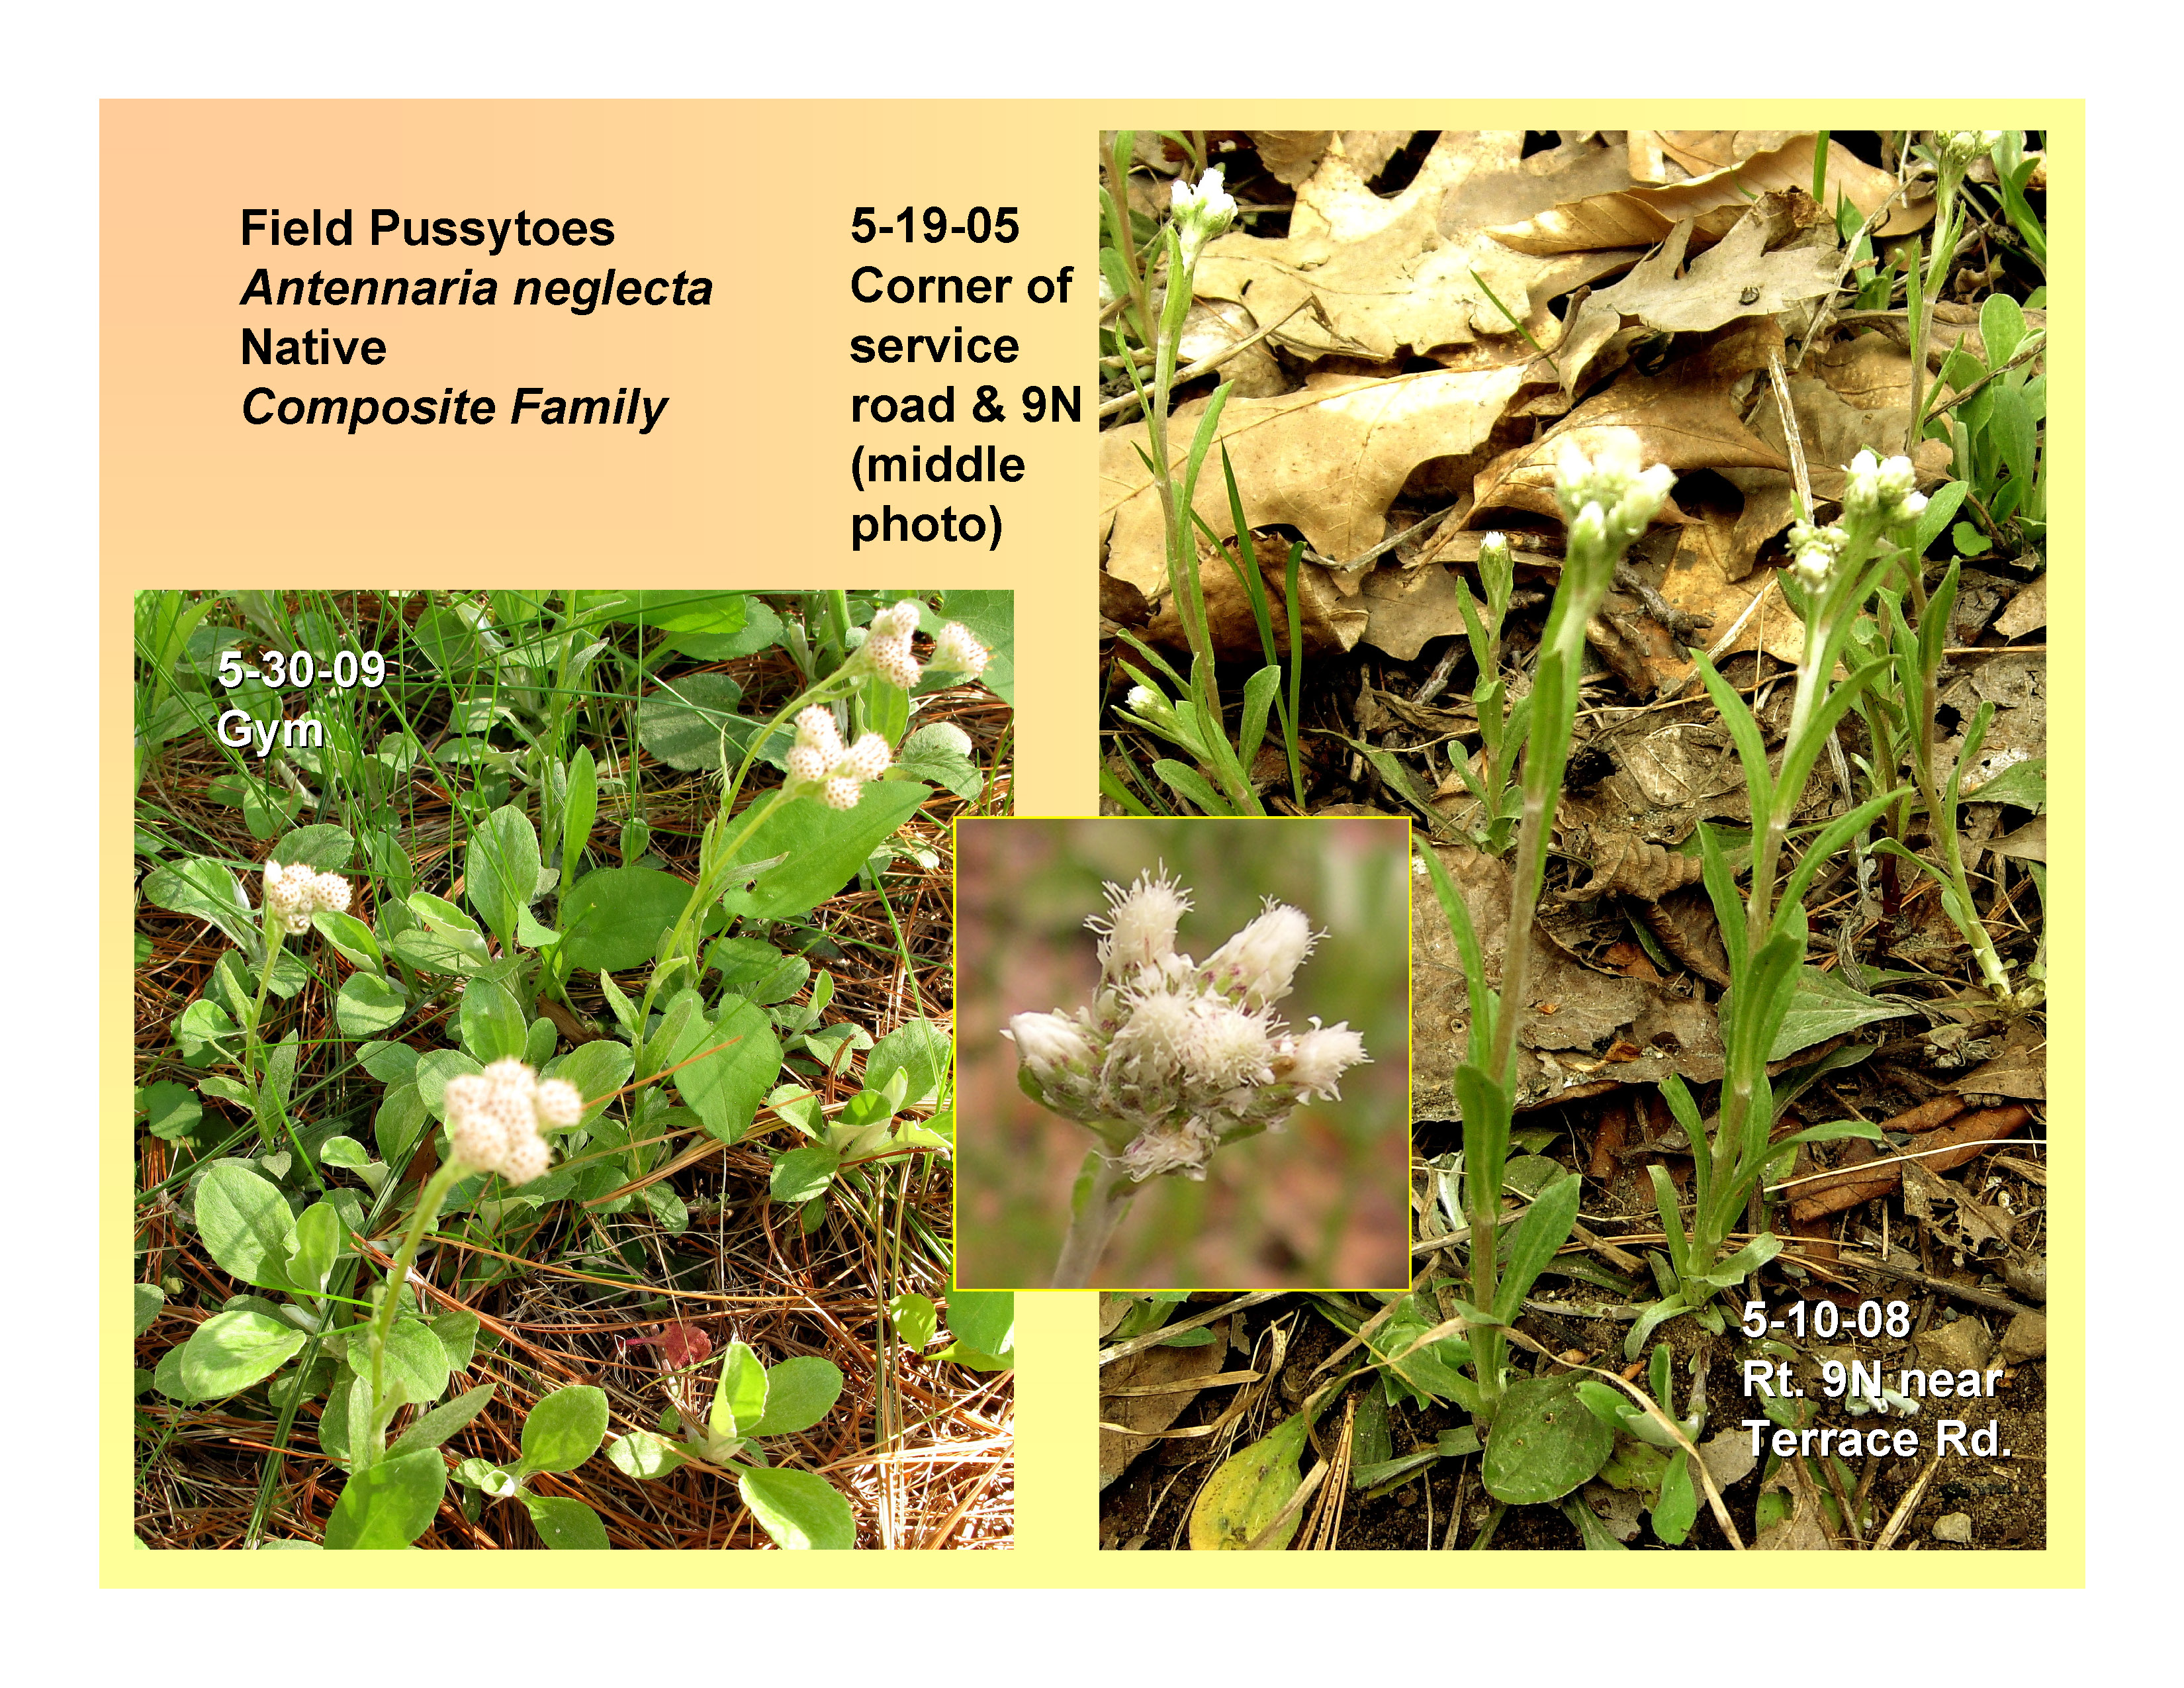 Field Pussytoes
Antennaria neglecta
Native
Composite Family
5-19-05
Corner of
service
road & 9N
(middle
photo)
5-30-09
Gym
5-10-08
Rt. 9N near
Terrace Rd.